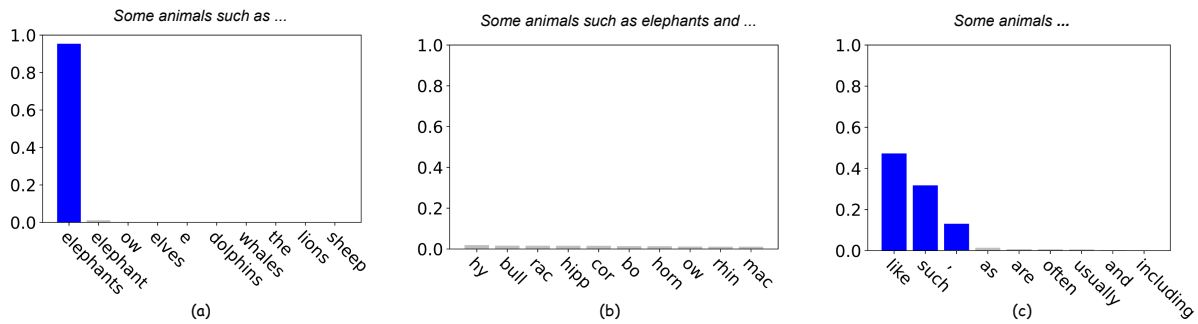 Some animals such as ...
1.0
0.8
0.6
0.4
0.2
0.0
elephants
elephant
ow
elves
e
dolphins
whales
the
lions
sheep
(a)
Some animals such as elephants and ...
1.0
0.8
0.6
0.4
0.2
0.0
hy
bull
rac
hipp
cor
bo
horn
ow
rhin
mac
(b)
Some animals ...
1.0
0.8
0.6
0.4
0.2
0.0
like
such
,
as
are
often
usually
and
including
(c)